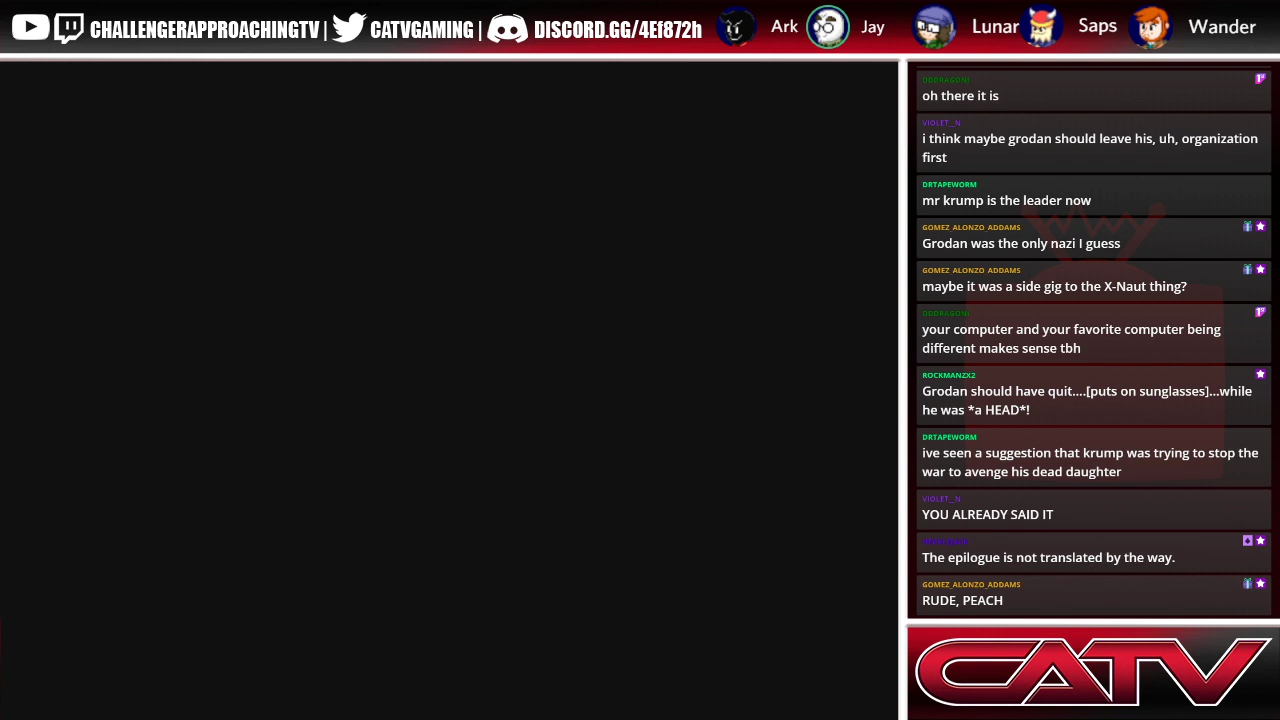 CHALLENGERAPPROACHINGTV | CATVGAMING | DISCORD.GG/4Ef872h Ark Jay Lunar Saps Wander
DDDRAGONI
oh there it is
VIOLET__N
i think maybe grodan should leave his, uh, organization
first
DRTAPEWORM
mr krump is the leader now
GOMEZ_ALONZO_ADDAMS
Grodan was the only nazi I guess
GOMEZ_ALONZO_ADDAMS
maybe it was a side gig to the X-Naut thing?
DDDRAGONI
your computer and your favorite computer being
different makes sense tbh
ROCKMANZX2
Grodan should have quit....[puts on sunglasses]...while
he was *a HEAD*!
DRTAPEWORM
ive seen a suggestion that krump was trying to stop the
war to avenge his dead daughter
VIOLET__N
YOU ALREADY SAID IT
The epilogue is not translated by the way.
GOMEZ_ALONZO_ADDAMS
RUDE, PEACH
CATV